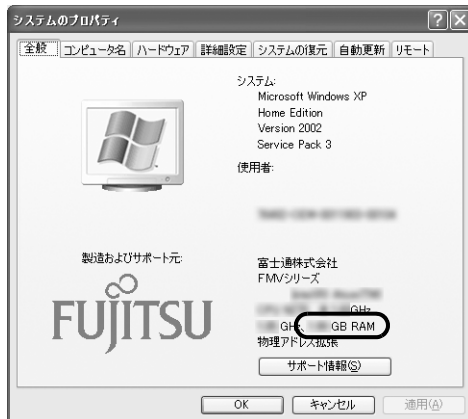 システムのプロパティ
全般 コンピュータ名 ハードウェア 詳細設定 システムの復元 自動更新 リモート
システム:
Microsoft Windows XP
Home Edition
Version 2002
Service Pack 3
使用者:
製造およびサポート元:
FUJITSU
富士通株式会社
FMVシリーズ
GHz
GHz、 GB RAM
物理アドレス拡張
サポート情報(S)
OK キャンセル 適用(A)